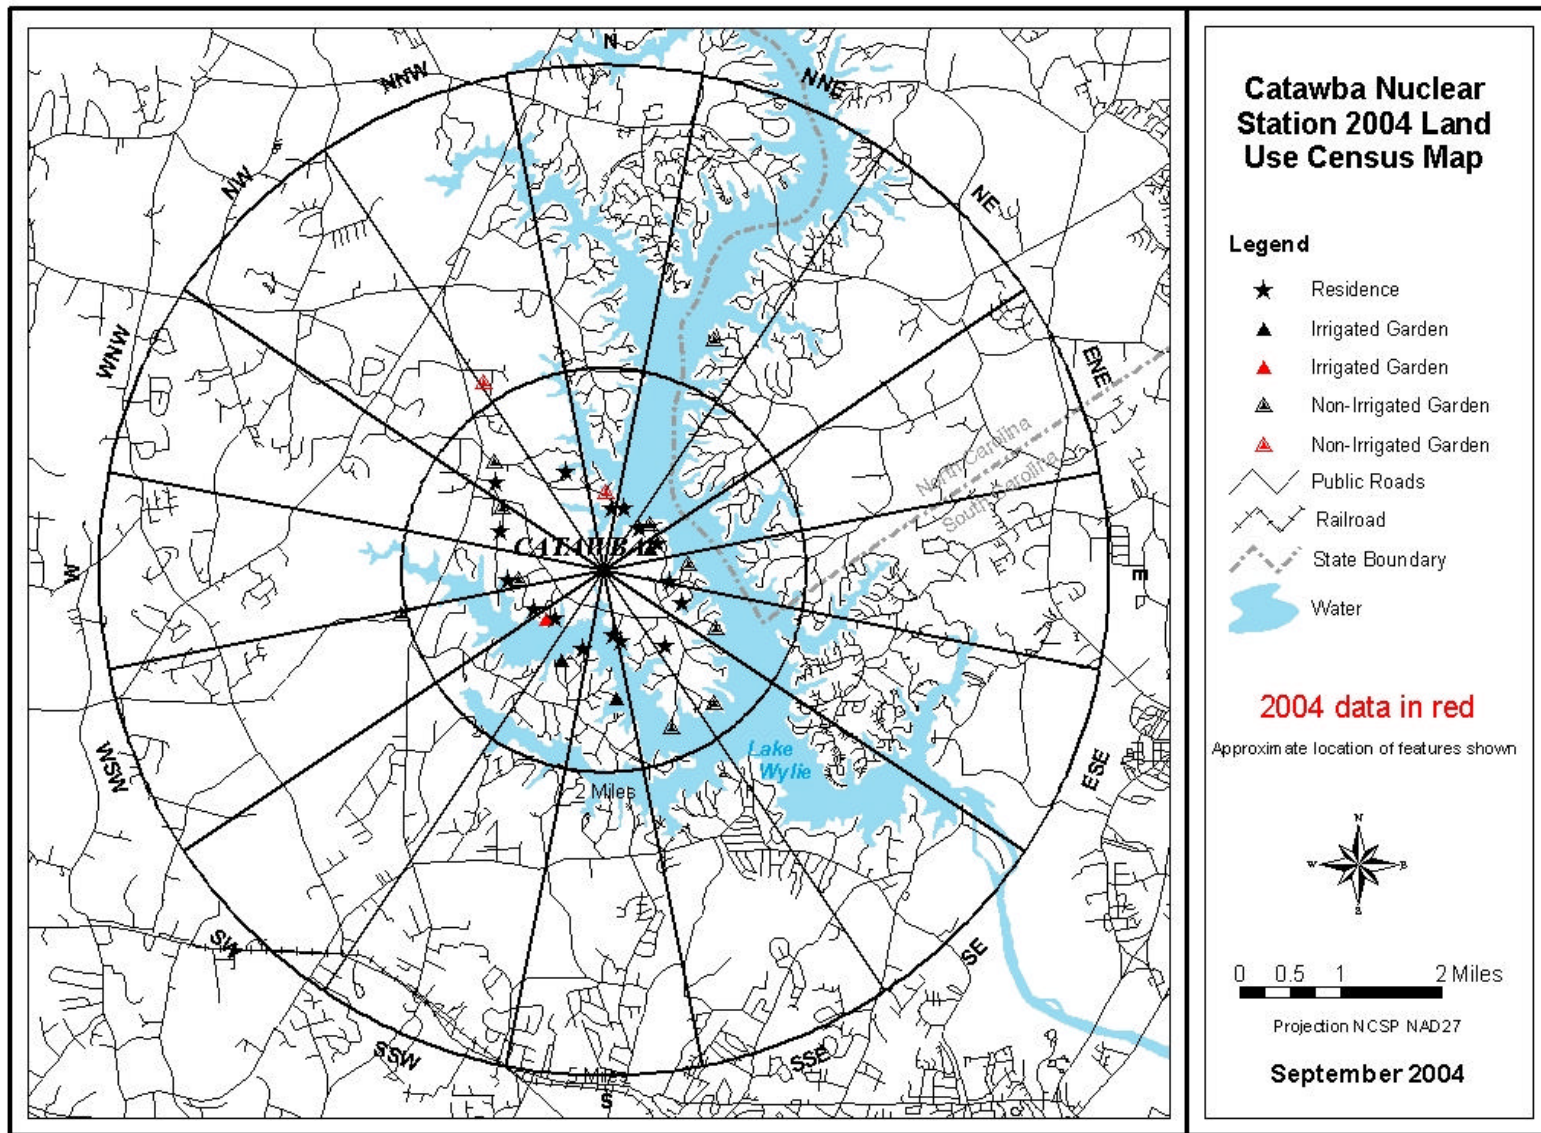 N
NNW
NNE
NW
NE
WNW
ENE
North Carolina
South Carolina
CATAWBA
W
E
Lake
Wylie
2 Miles
WSW
ESE
SW
SE
SSW
SSE
5 Miles
S
Catawba Nuclear
Station 2004 Land
Use Census Map
Legend
Residence
Irrigated Garden
Irrigated Garden
Non-Irrigated Garden
Non-Irrigated Garden
Public Roads
Railroad
State Boundary
Water
2004 data in red
Approximate location of features shown
N
W
E
S
0 0.5 1 2 Miles
Projection NCSP NAD27
September 2004